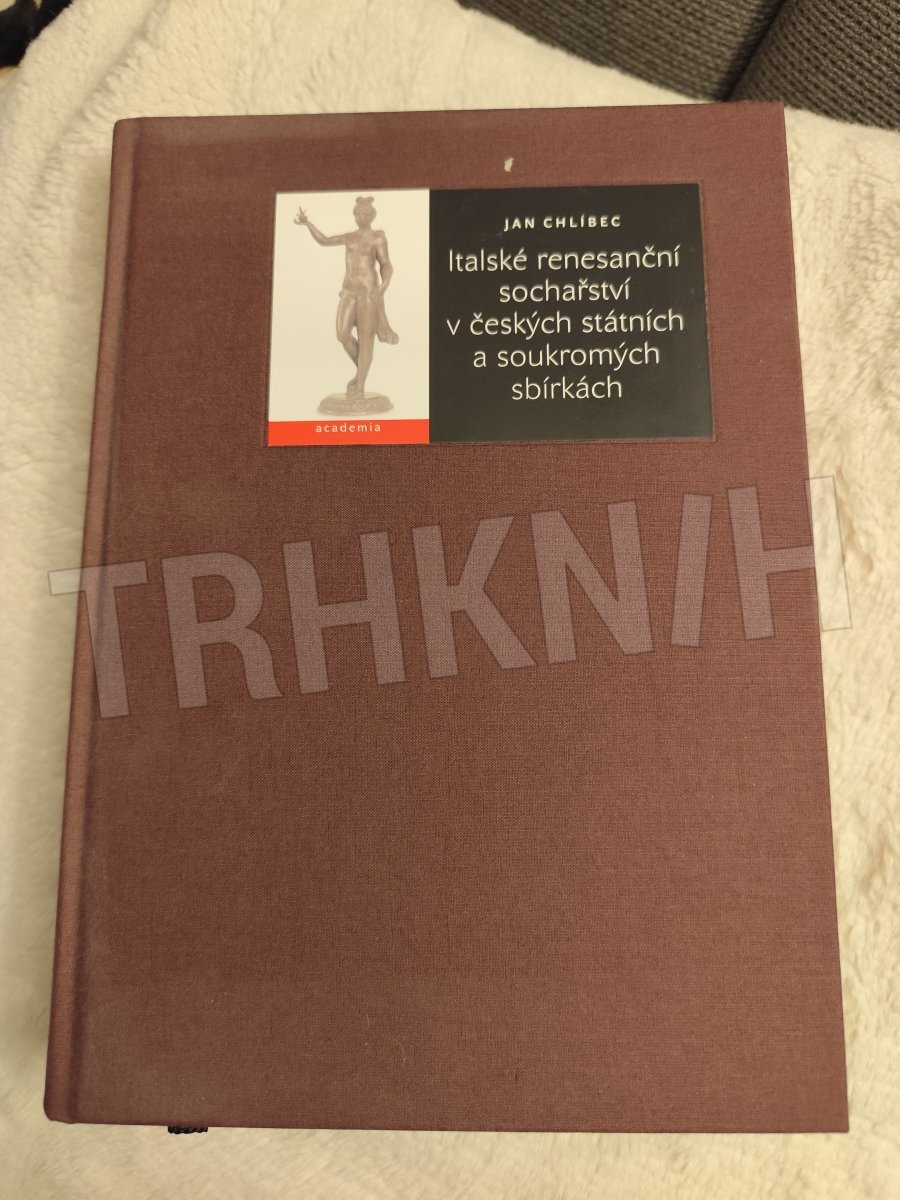 JAN CHLÍBEC
Italské renesanční
sochařství
v českých státních
a soukromých
sbírkách
academia
TRHKNIH